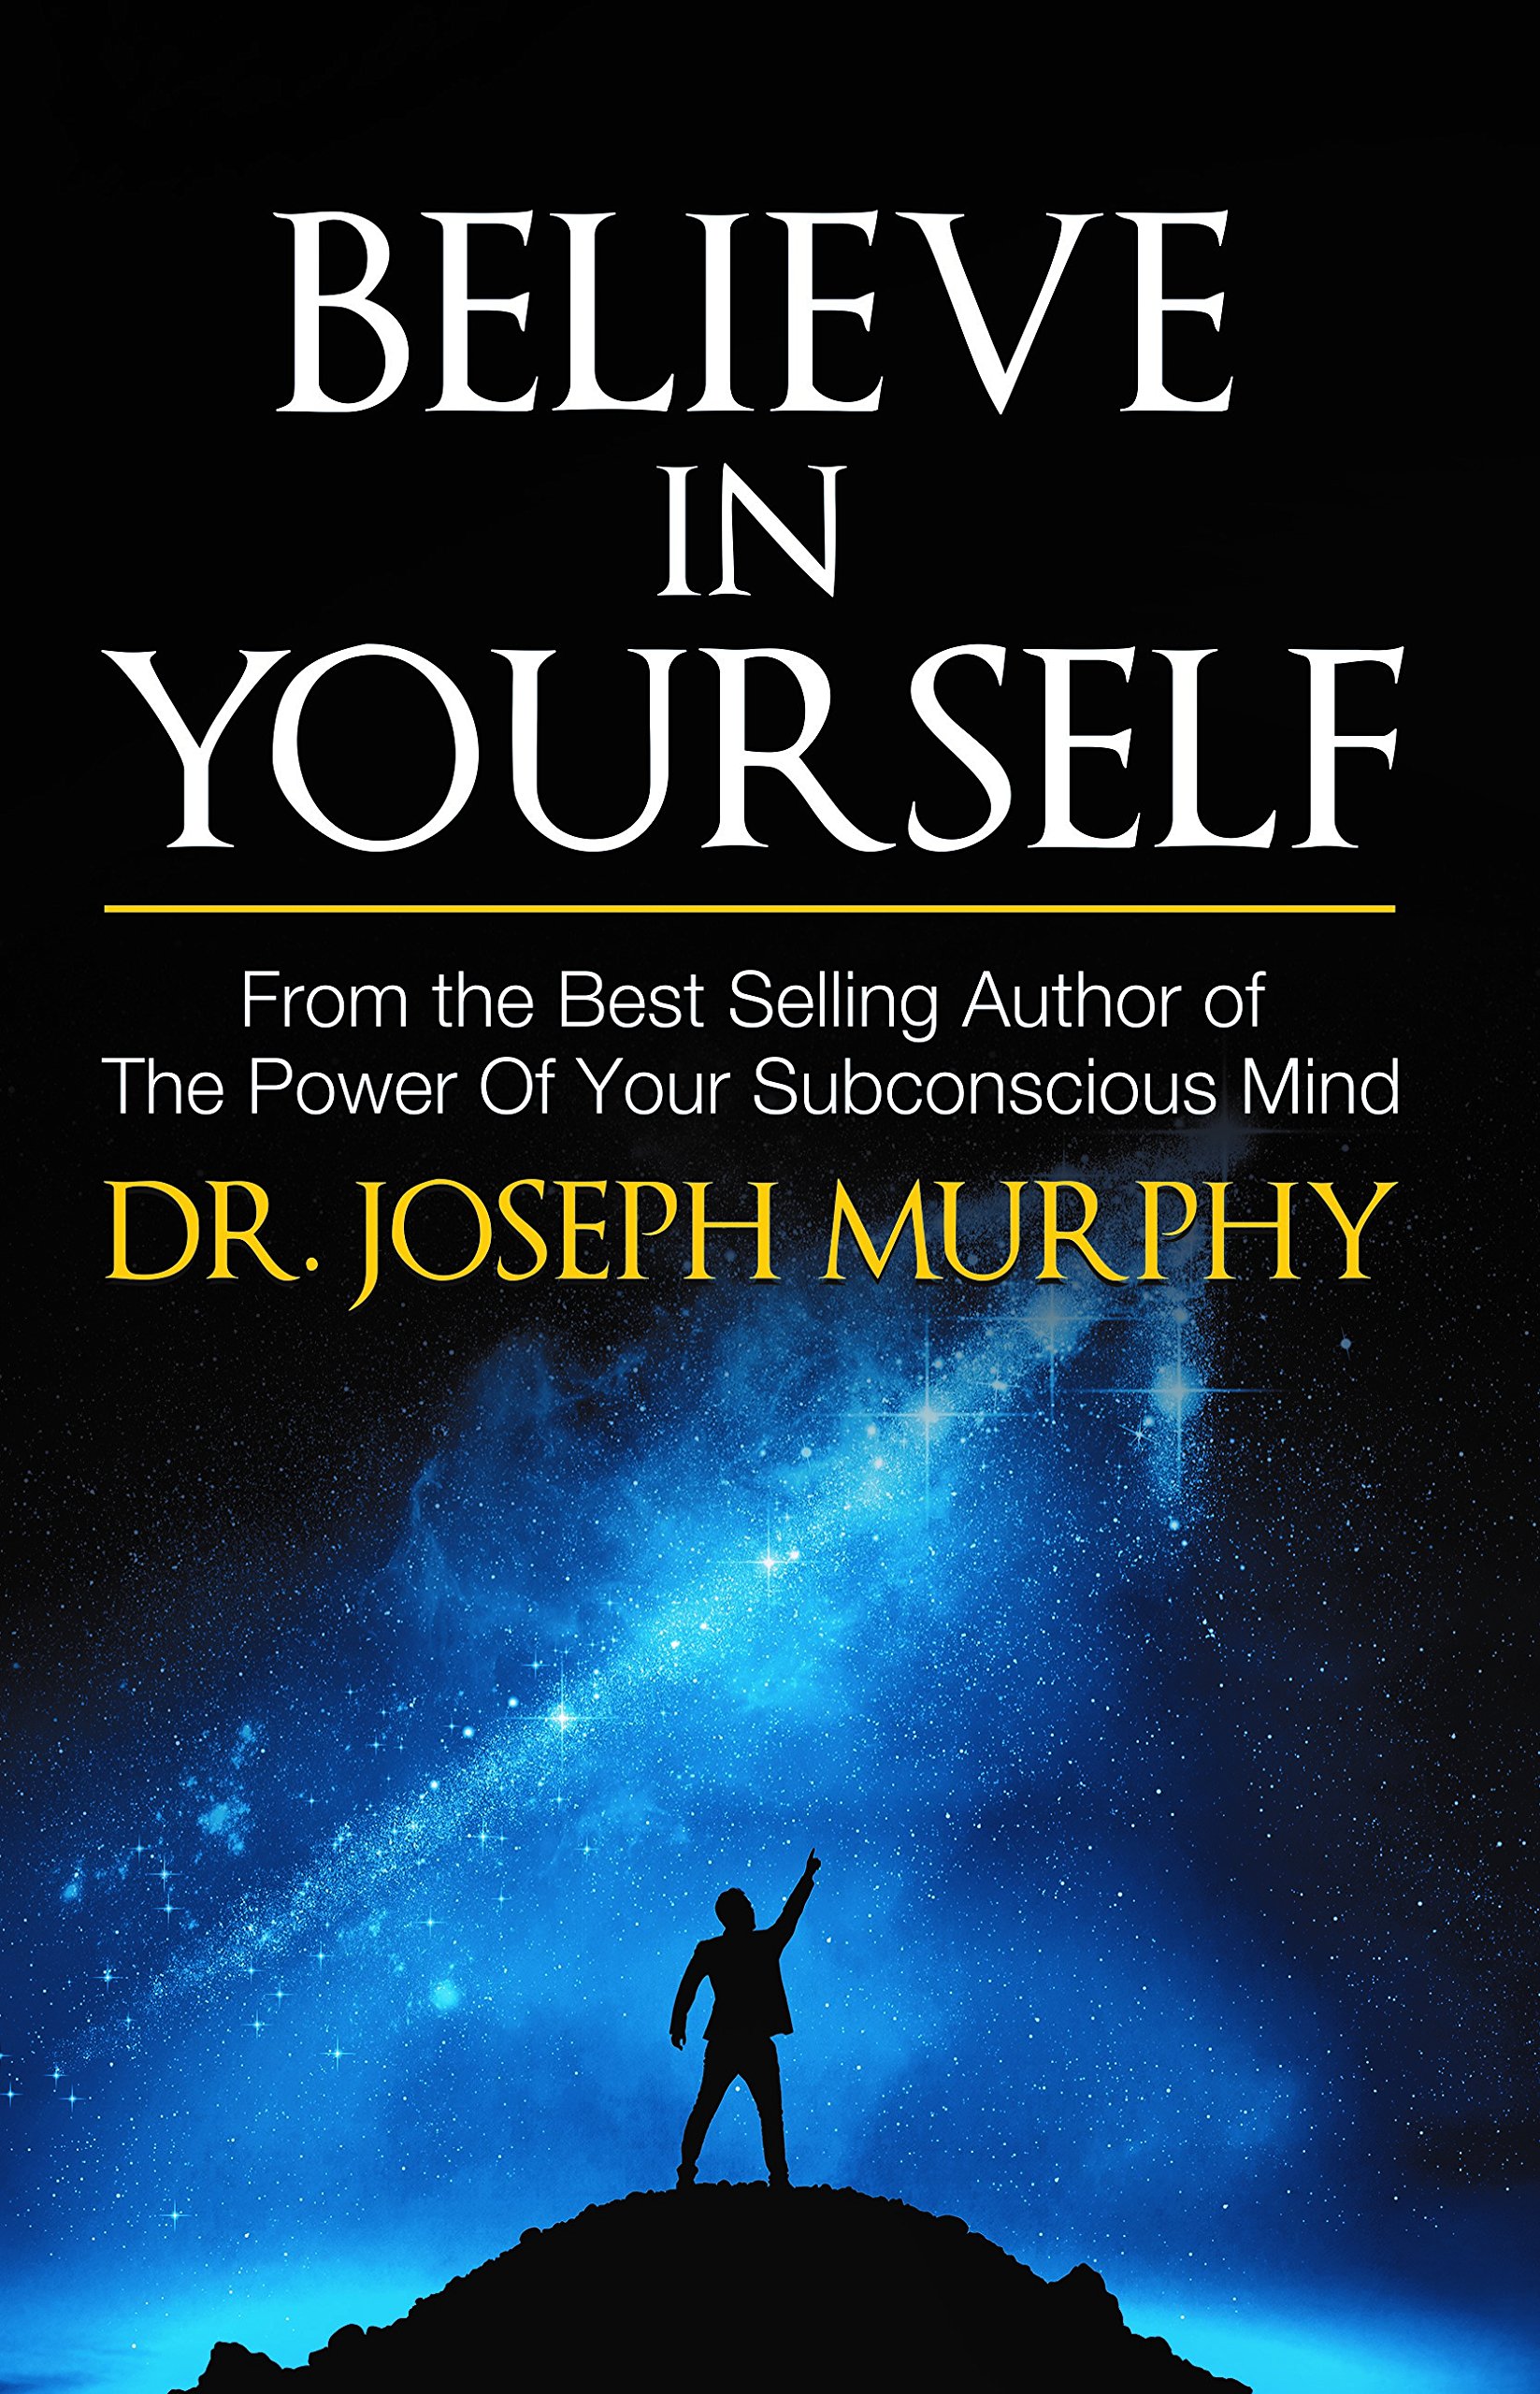 BELIEVE
IN
YOURSELF
From the Best Selling Author of
The Power Of Your Subconscious Mind
DR. JOSEPH MURPHY